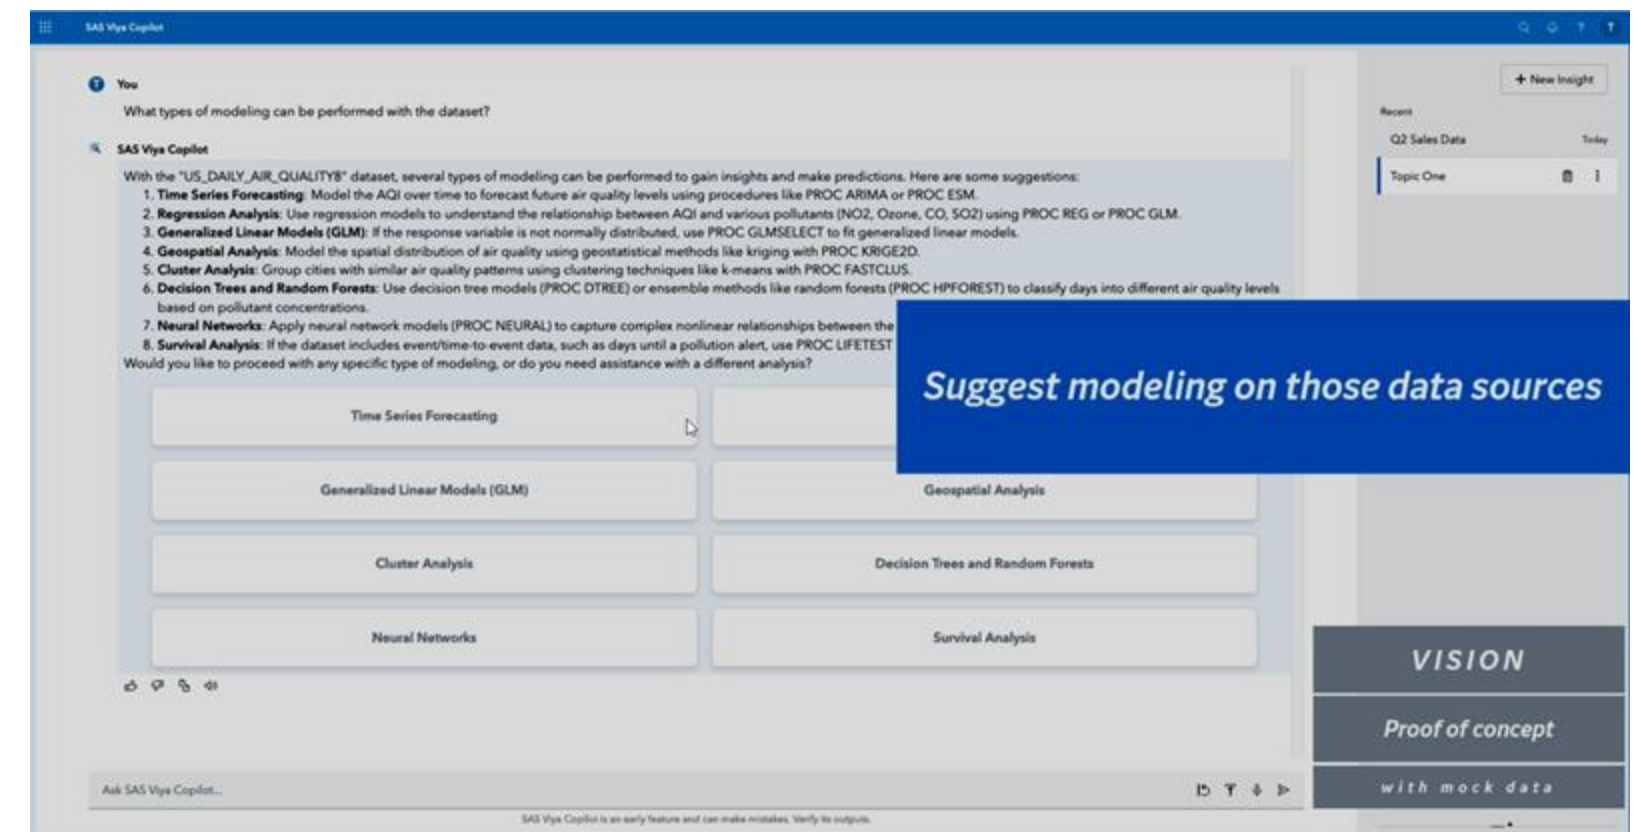 SAS Viya Copilot
You
What types of modeling can be performed with the dataset?
SAS Viya Copilot
With the "US_DAILY_AIR_QUALITY8" dataset, several types of modeling can be performed to gain insights and make predictions. Here are some suggestions:
1. Time Series Forecasting: Model the AQI over time to forecast future air quality levels using procedures like PROC ARIMA or PROC ESM.
2. Regression Analysis: Use regression models to understand the relationship between AQI and various pollutants (NO2, Ozone, CO, SO2) using PROC REG or PROC GLM.
3. Generalized Linear Models (GLM): If the response variable is not normally distributed, use PROC GLMSELECT to fit generalized linear models.
4. Geospatial Analysis: Model the spatial distribution of air quality using geostatistical methods like kriging with PROC KRIGE2D.
5. Cluster Analysis: Group cities with similar air quality patterns using clustering techniques like k-means with PROC FASTCLUS.
6. Decision Trees and Random Forests: Use decision tree models (PROC DTREE) or ensemble methods like random forests (PROC HPFOREST) to classify days into different air quality levels
based on pollutant concentrations.
7. Neural Networks: Apply neural network models (PROC NEURAL) to capture complex nonlinear relationships between the
8. Survival Analysis: If the dataset includes event/time-to-event data, such as days until a pollution alert, use PROC LIFETEST
Would you like to proceed with any specific type of modeling, or do you need assistance with a different analysis?
Time Series Forecasting
Generalized Linear Models (GLM)
Geospatial Analysis
Cluster Analysis
Decision Trees and Random Forests
Neural Networks
Survival Analysis
Ask SAS Viya Copilot...
SAS Viya Copilot is an early feature and can make mistakes. Verify its outputs.
? T
+ New Insight
Recent
Q2 Sales Data Today
Topic One
Suggest modeling on those data sources
VISION
Proof of concept
with mock data